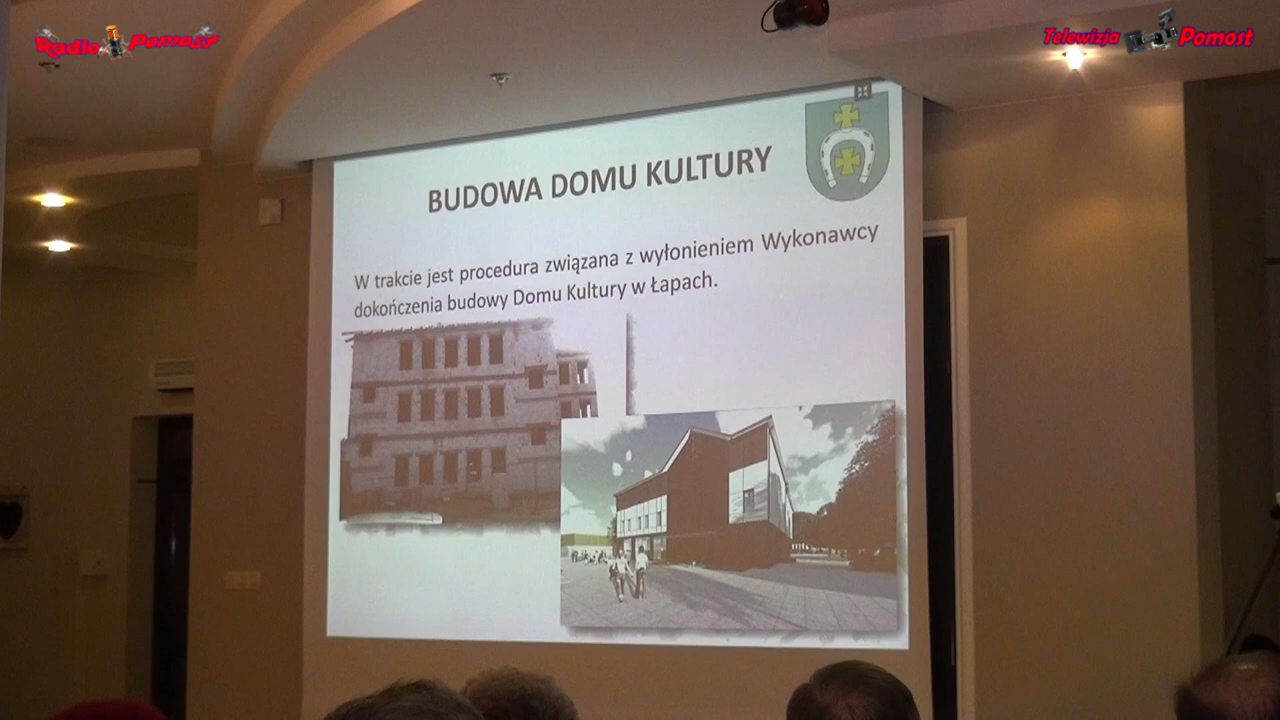 Radio Pomost
Telewizja Pomost
BUDOWA DOMU KULTURY
W trakcie jest procedura związana z wyłonieniem Wykonawcy
dokończenia budowy Domu Kultury w Łapach.